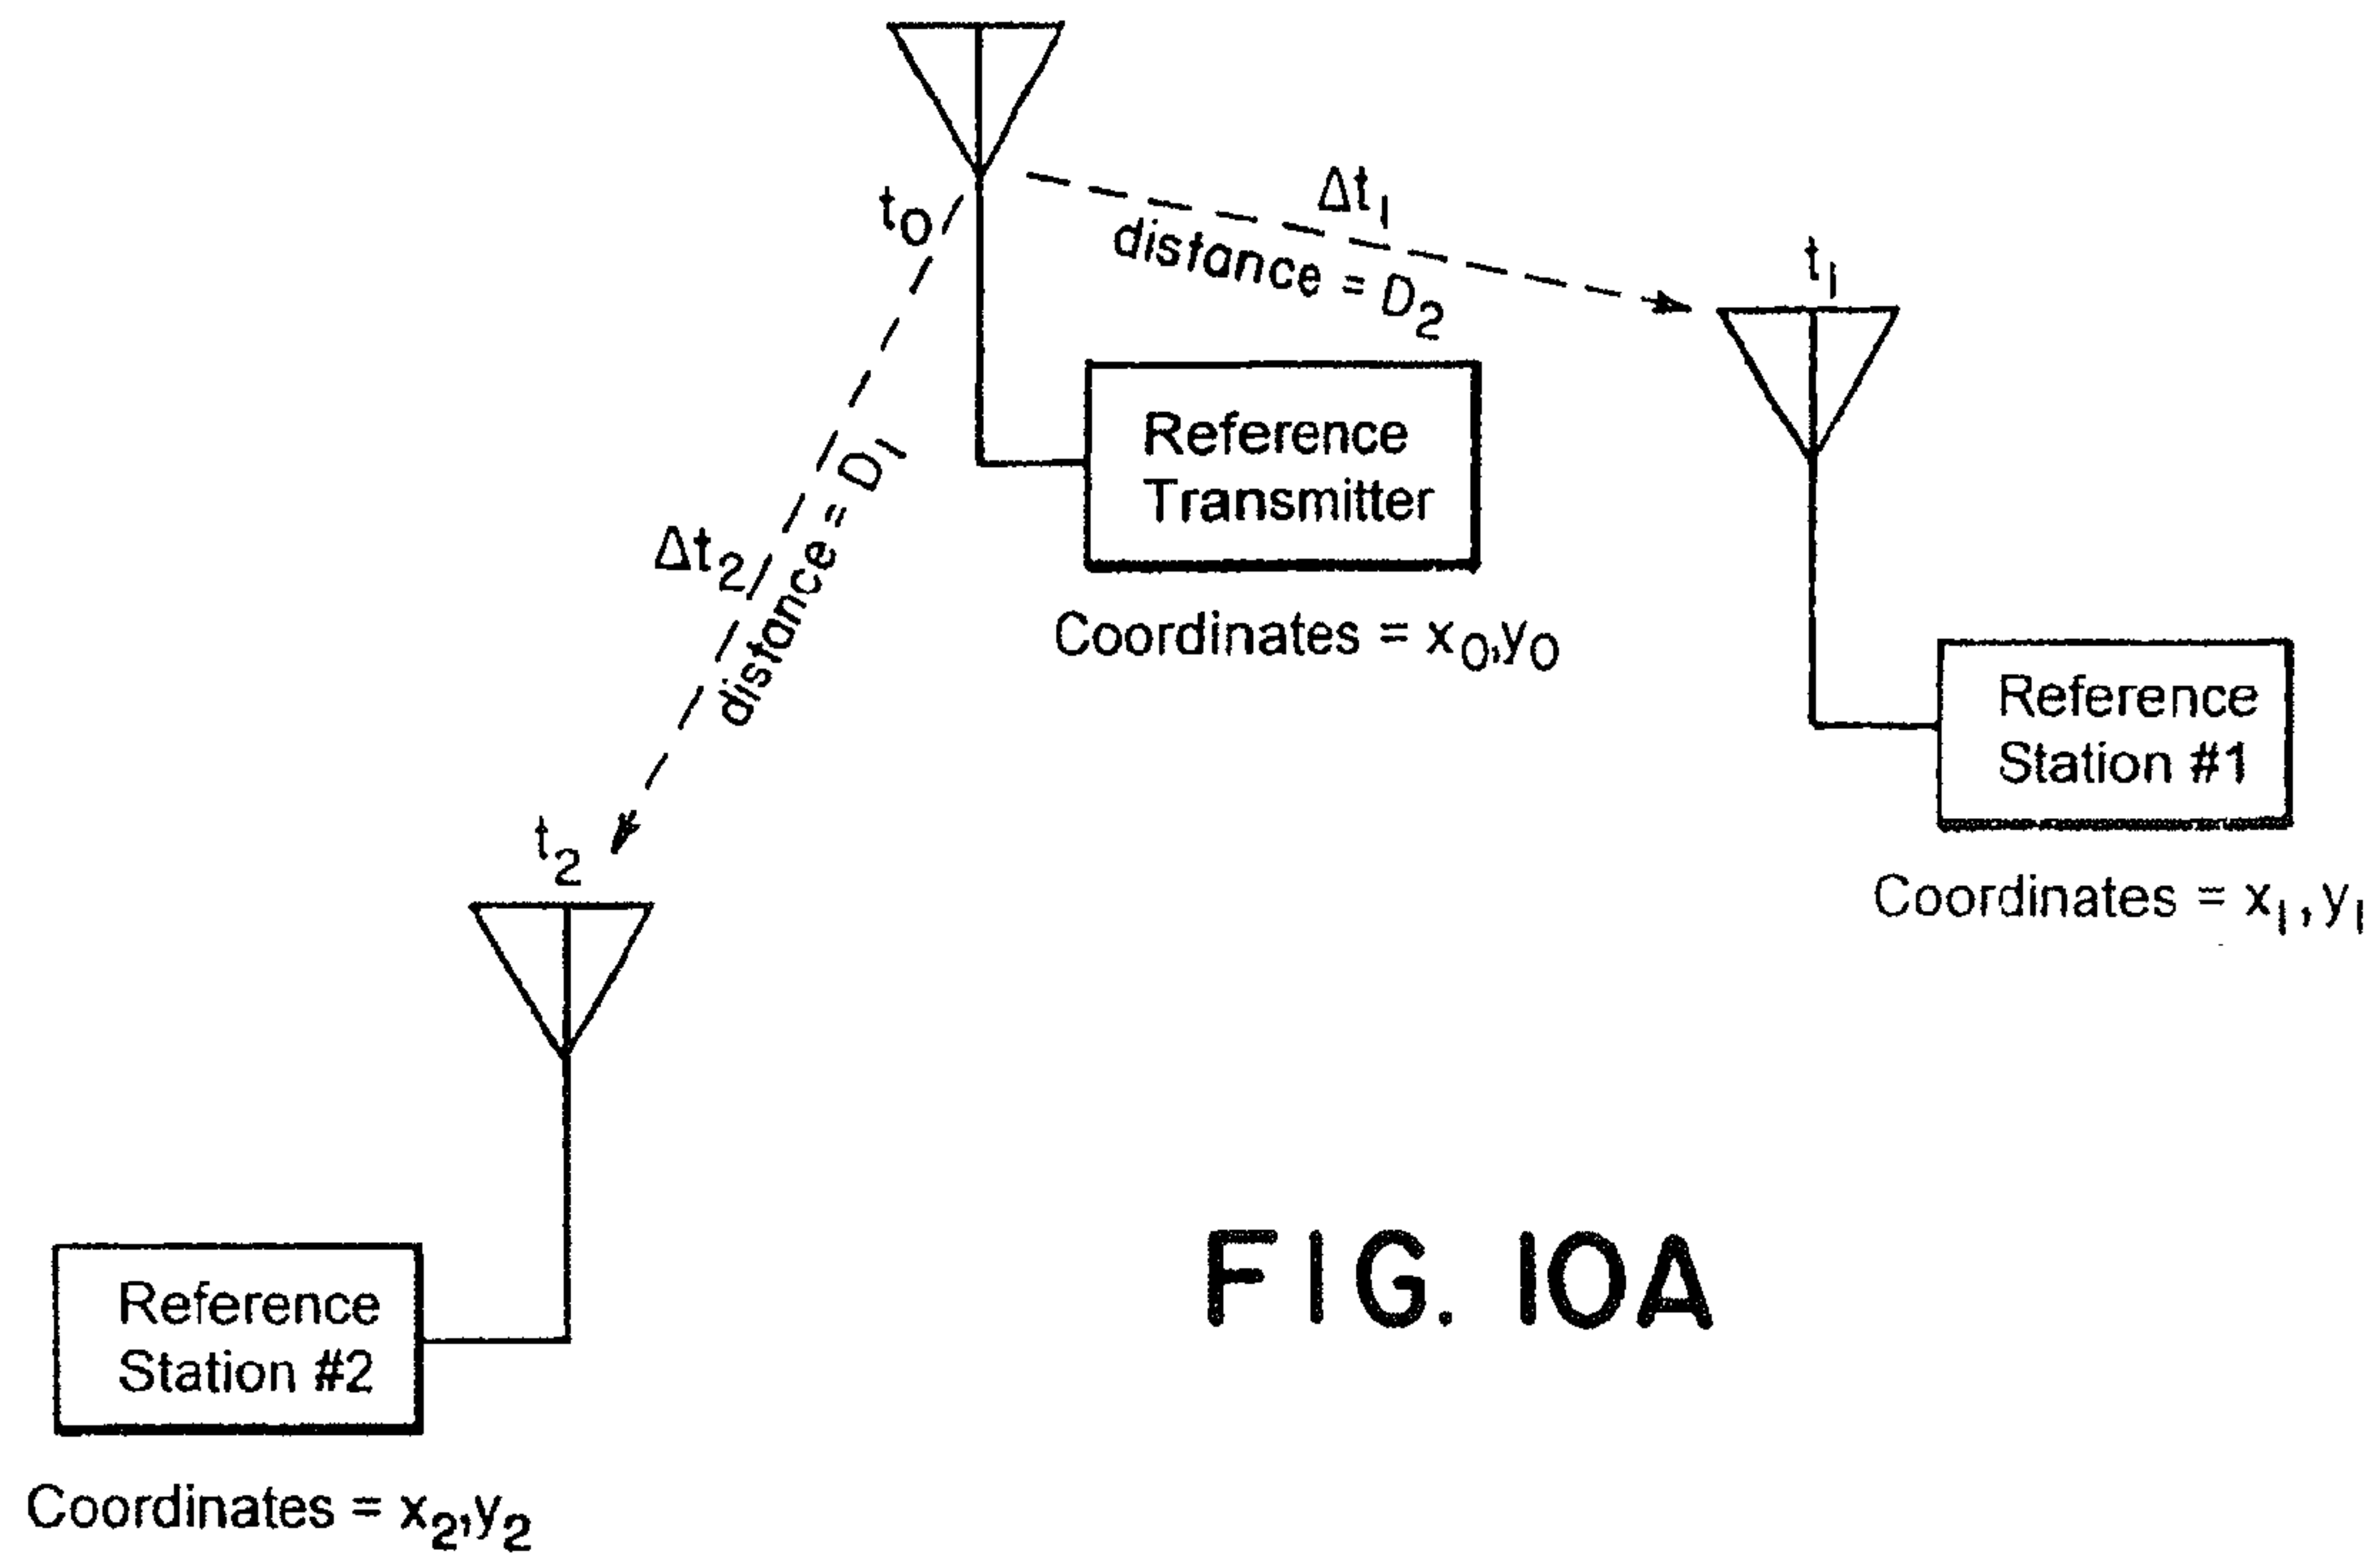 t₀
Δt₁
distance = D₂
t₁
Reference
Transmitter
Coordinates = x₀,y₀
Δt₂
distance = D₁
Reference
Station #1
Coordinates = x₁,y₁
t₂
Reference
Station #2
Coordinates = x₂,y₂
FIG. 10A